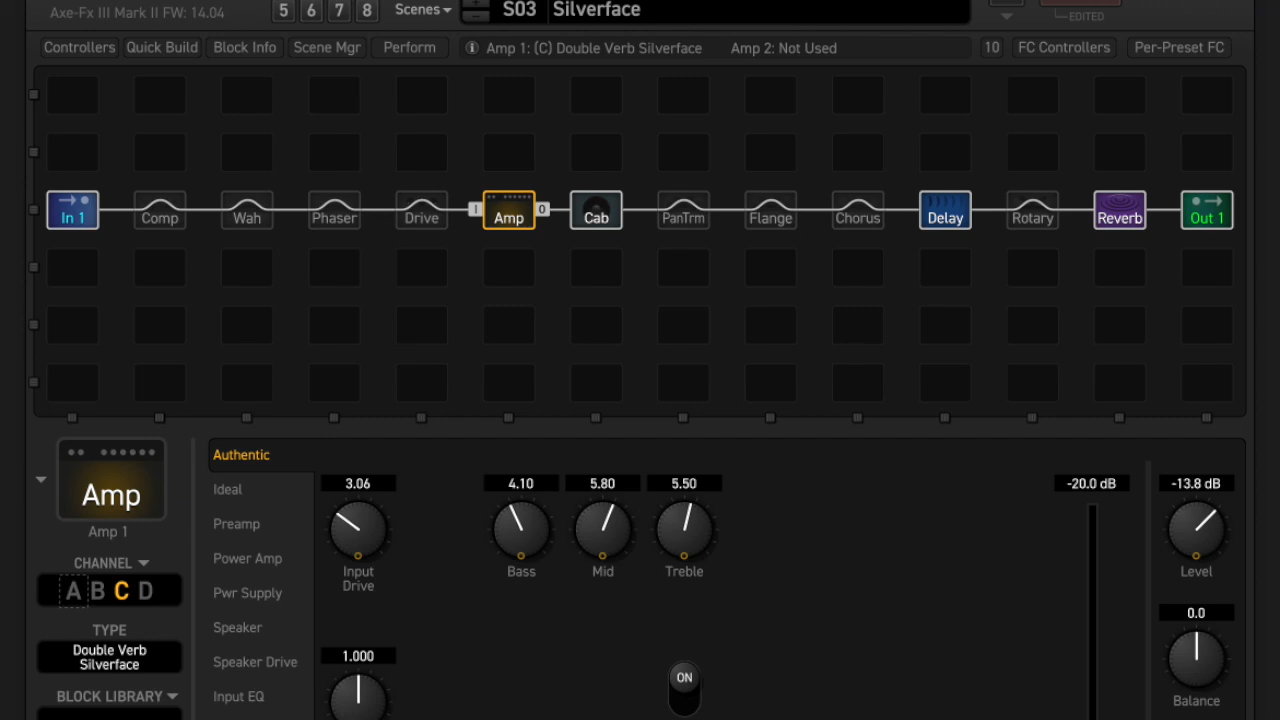 Axe-Fx III Mark II FW: 14.04
5 6 7 8 Scenes S03 Silverface
EDITED
Controllers Quick Build Block Info Scene Mgr Perform Amp 1: (C) Double Verb Silverface Amp 2: Not Used 10 FC Controllers Per-Preset FC
In 1 Comp Wah Phaser Drive I Amp O Cab PanTrm Flange Chorus Delay Rotary Reverb Out 1
Amp
Amp 1
CHANNEL
A B C D
TYPE
Double Verb
Silverface
BLOCK LIBRARY
Authentic
Ideal
Preamp
Power Amp
Pwr Supply
Speaker
Speaker Drive
Input EQ
3.06 4.10 5.80 5.50 -20.0 dB -13.8 dB
Input
Drive
Bass Mid Treble Level
0.0
1.000
ON
Balance